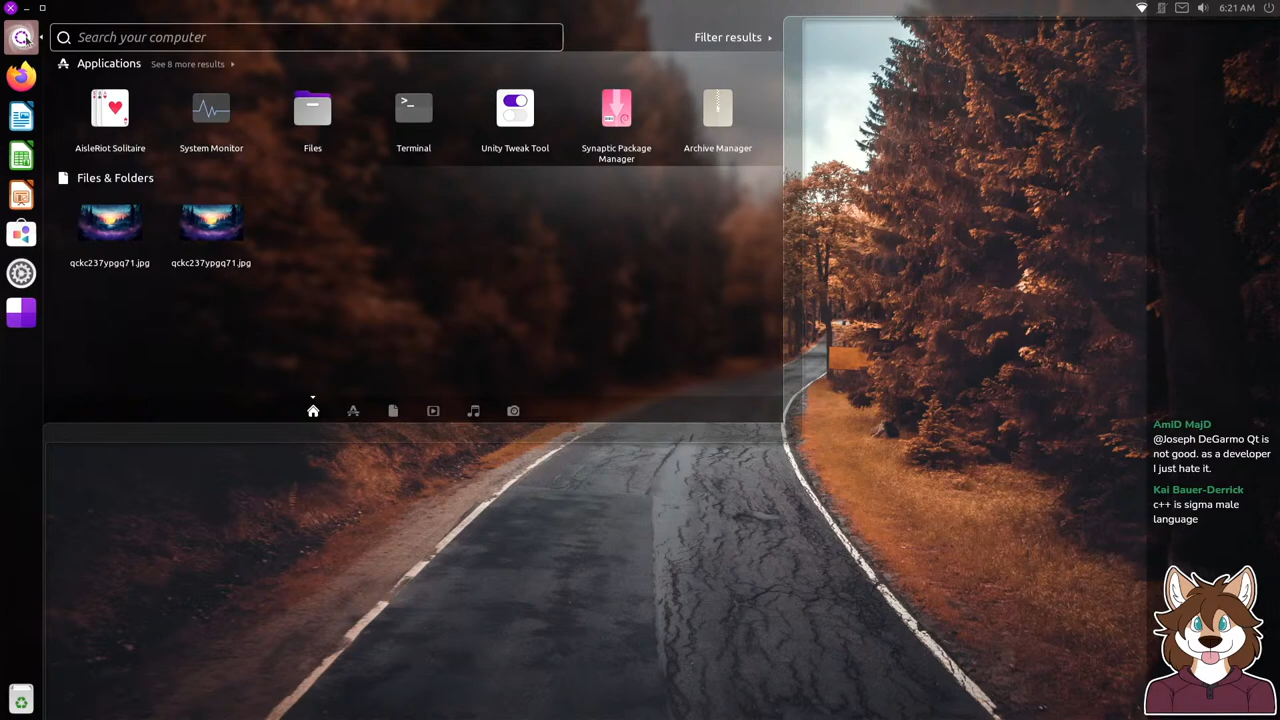 6:21 AM
Search your computer
Filter results
Applications
See 8 more results
AisleRiot Solitaire
System Monitor
Files
Terminal
Unity Tweak Tool
Synaptic Package
Manager
Archive Manager
Files & Folders
qckc237ypgq71.jpg
qckc237ypgq71.jpg
AmiD MajD
@Joseph DeGarmo Qt is
not good. as a developer
I just hate it.
Kai Bauer-Derrick
c++ is sigma male
language